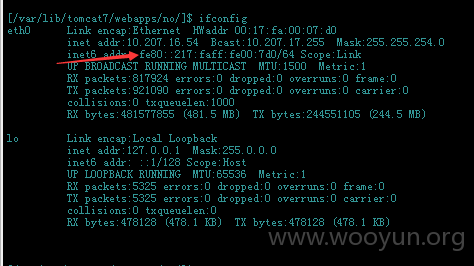 [/var/lib/tomcat7/webapps/no/]$ ifconfig
eth0 Link encap:Ethernet HWaddr 00:17:fa:00:07:d0
inet addr:10.207.16.54 Bcast:10.207.17.255 Mask:255.255.254.0
inet6 addr: fe80::217:faff:fe00:7d0/64 Scope:Link
UP BROADCAST RUNNING MULTICAST MTU:1500 Metric:1
RX packets:817924 errors:0 dropped:0 overruns:0 frame:0
TX packets:921090 errors:0 dropped:0 overruns:0 carrier:0
collisions:0 txqueuelen:1000
RX bytes:481577855 (481.5 MB) TX bytes:244551105 (244.5 MB)
lo Link encap:Local Loopback
inet addr:127.0.0.1 Mask:255.0.0.0
inet6 addr: ::1/128 Scope:Host
UP LOOPBACK RUNNING MTU:65536 Metric:1
RX packets:5325 errors:0 dropped:0 overruns:0 frame:0
TX packets:5325 errors:0 dropped:0 overruns:0 carrier:0
collisions:0 txqueuelen:0
RX bytes:478128 (478.1 KB) TX bytes:478128 (478.1 KB)
www.wooyun.org